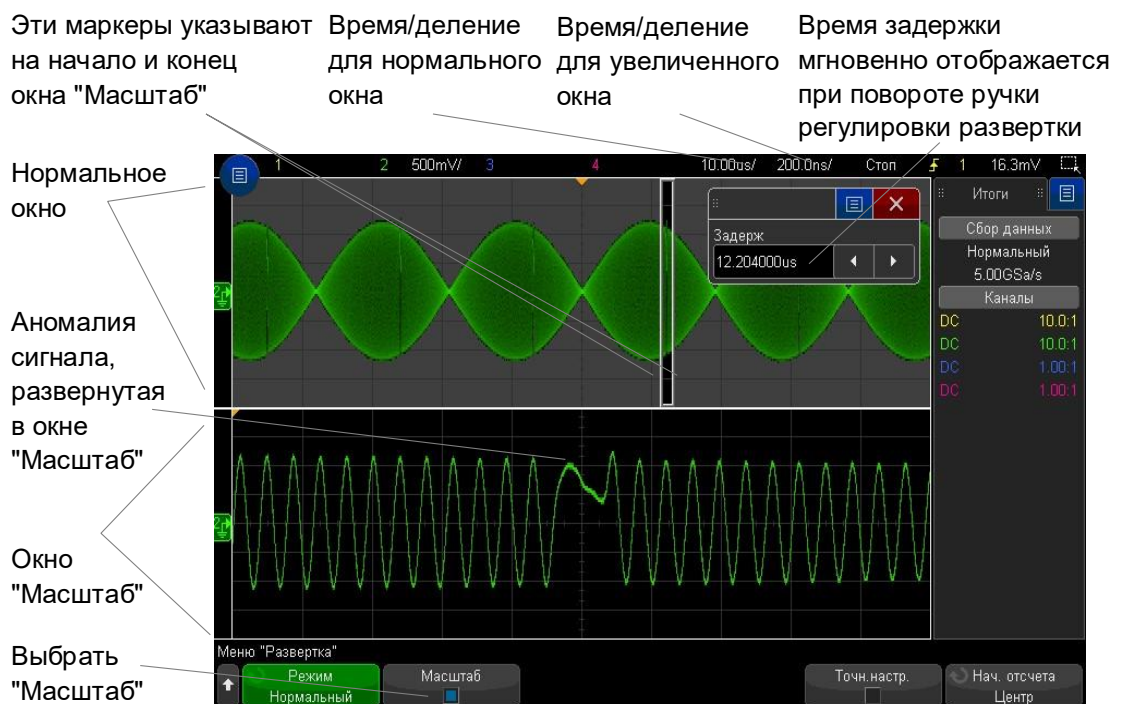 Эти маркеры указывают
на начало и конец
окна "Масштаб"
Время/деление
для нормального
окна
Время/деление
для увеличенного
окна
Время задержки
мгновенно отображается
при повороте ручки
регулировки развертки
Нормальное
окно
Аномалия
сигнала,
развернутая
в окне
"Масштаб"
Окно
"Масштаб"
Выбрать
"Масштаб"
1 2 500mV/ 3 4 10.00us/ 200.0ns/ Стоп 1 16.3mV
Задерж
12.204000us
Итоги
Сбор данных
Нормальный
5.00GSa/s
Каналы
DC 10.0:1
DC 10.0:1
DC 1.00:1
DC 1.00:1
2
2
Меню "Развертка"
Режим
Нормальный
Масштаб
Точн.настр.
Нач. отсчета
Центр